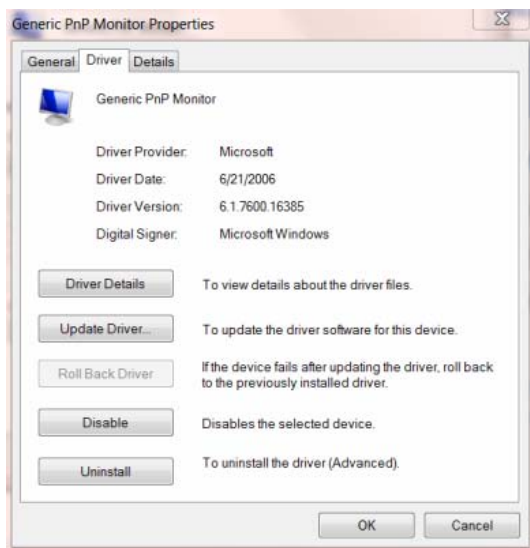 Generic PnP Monitor Properties
General Driver Details
Generic PnP Monitor
Driver Provider: Microsoft
Driver Date: 6/21/2006
Driver Version: 6.1.7600.16385
Digital Signer: Microsoft Windows
Driver Details To view details about the driver files.
Update Driver... To update the driver software for this device.
Roll Back Driver If the device fails after updating the driver, roll back
to the previously installed driver.
Disable Disables the selected device.
Uninstall To uninstall the driver (Advanced).
OK Cancel